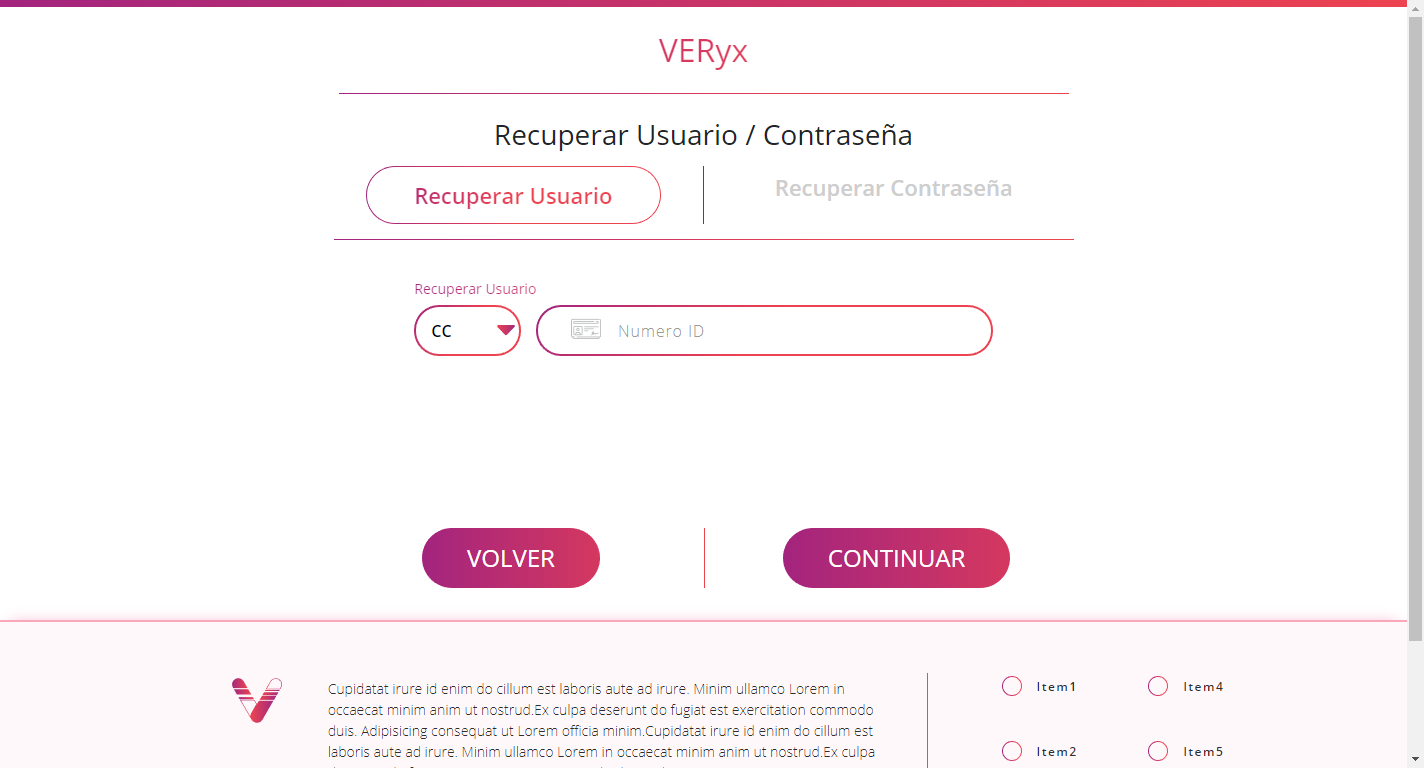 VERyx
Recuperar Usuario / Contraseña
Recuperar Usuario
Recuperar Contraseña
Recuperar Usuario
CC
Numero ID
VOLVER
CONTINUAR
Cupidatat irure id enim do cillum est laboris aute ad irure. Minim ullamco Lorem in
occaecat minim anim ut nostrud.Ex culpa deserunt do fugiat est exercitation commodo
duis. Adipisicing consequat ut Lorem officia minim.Cupidatat irure id enim do cillum est
laboris aute ad irure. Minim ullamco Lorem in occaecat minim anim ut nostrud.Ex culpa
Item1
Item4
Item2
Item5